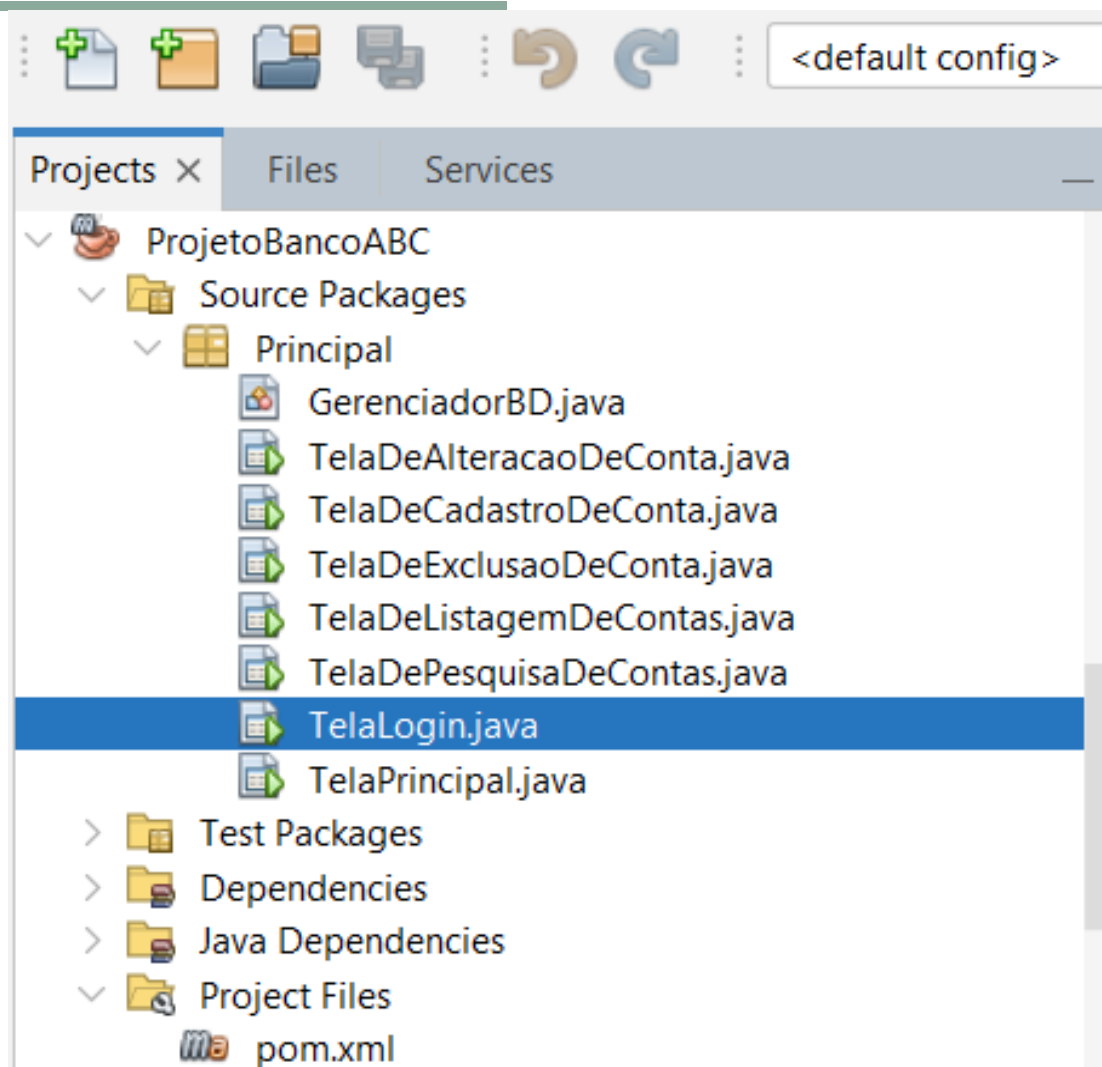 <default config>
Projects
Files
Services
ProjetoBancoABC
Source Packages
Principal
GerenciadorBD.java
TelaDeAlteracaoDeConta.java
TelaDeCadastroDeConta.java
TelaDeExclusaoDeConta.java
TelaDeListagemDeContas.java
TelaDePesquisaDeContas.java
TelaLogin.java
TelaPrincipal.java
Test Packages
Dependencies
Java Dependencies
Project Files
pom.xml